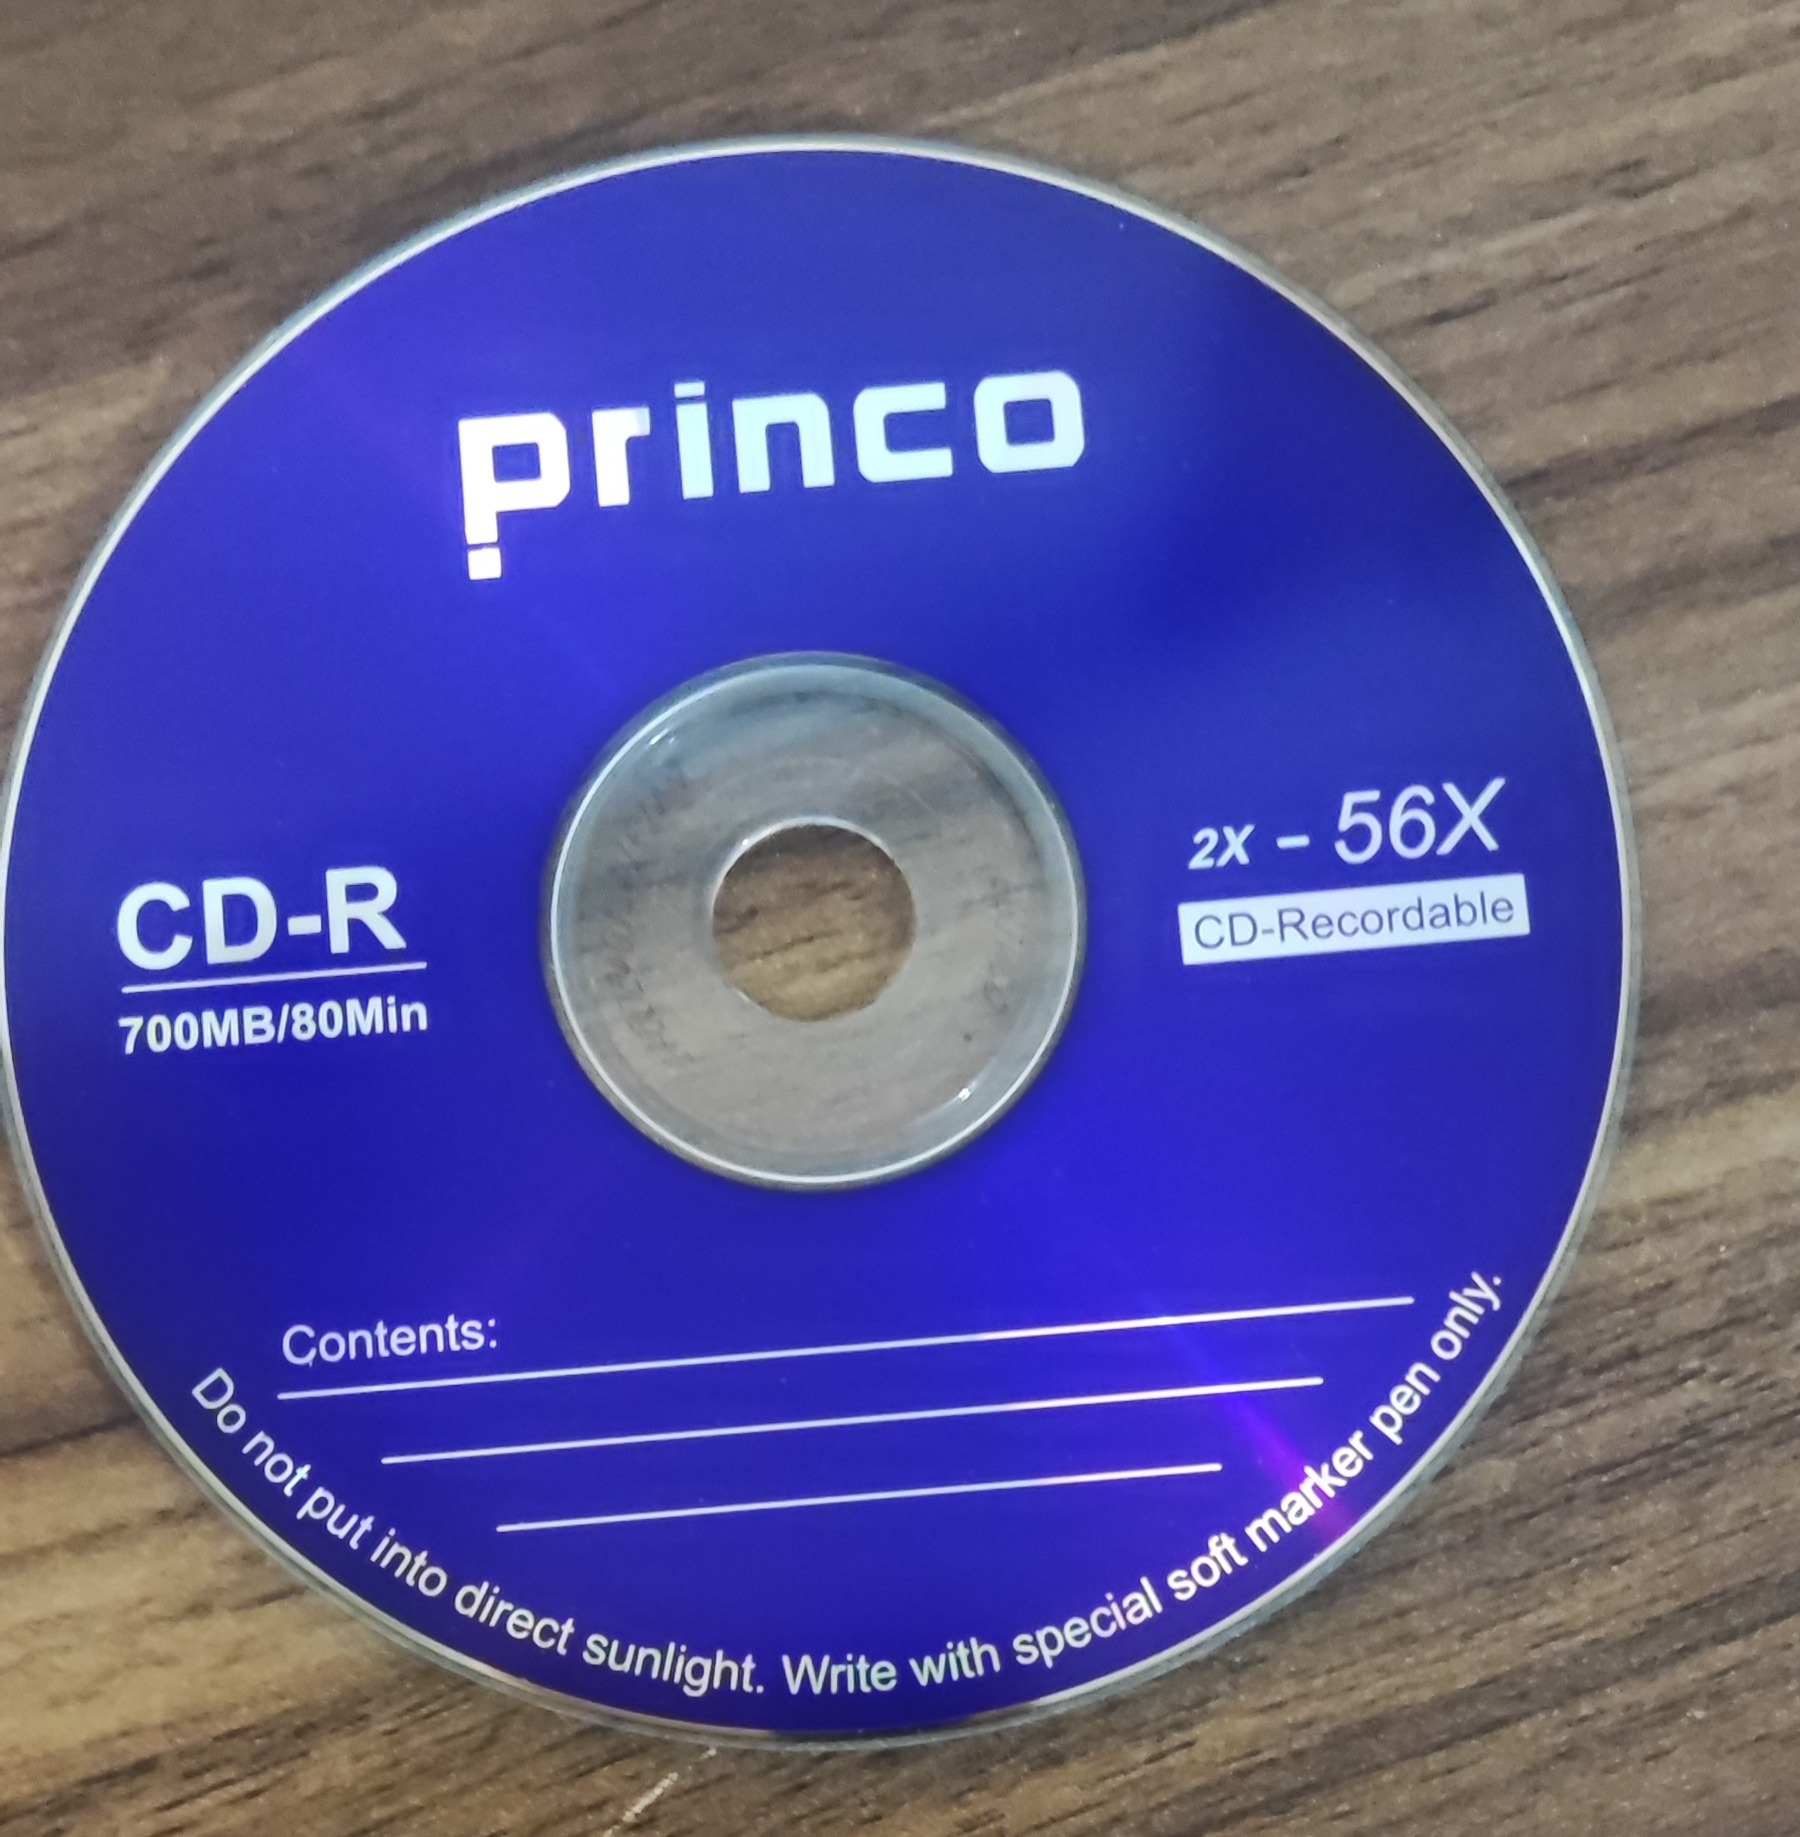 princo
CD-R
700MB/80Min
2X - 56X
CD-Recordable
Contents:
Do not put into direct sunlight. Write with special soft marker pen only.